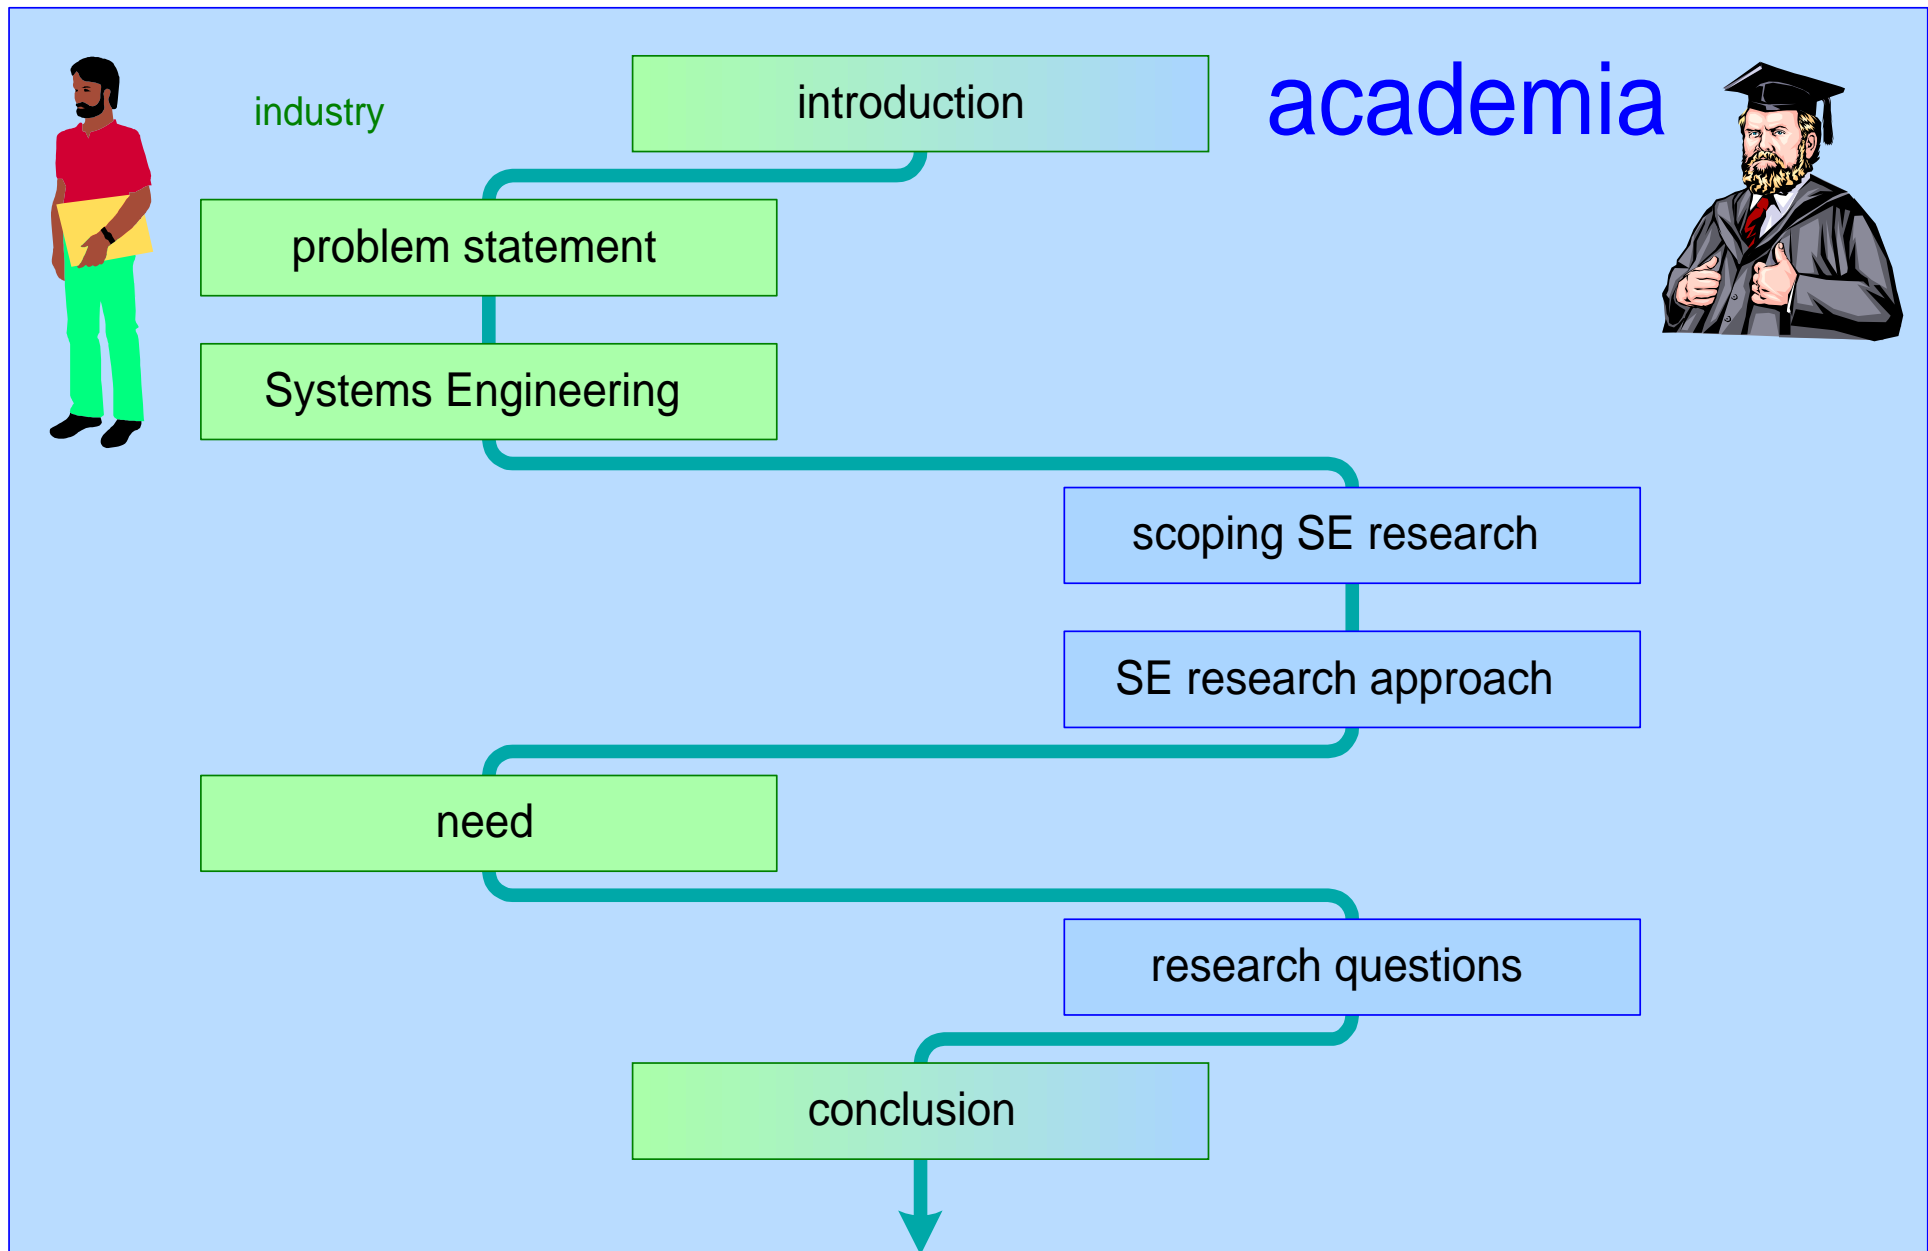 industry
introduction
academia
problem statement
Systems Engineering
scoping SE research
SE research approach
need
research questions
conclusion